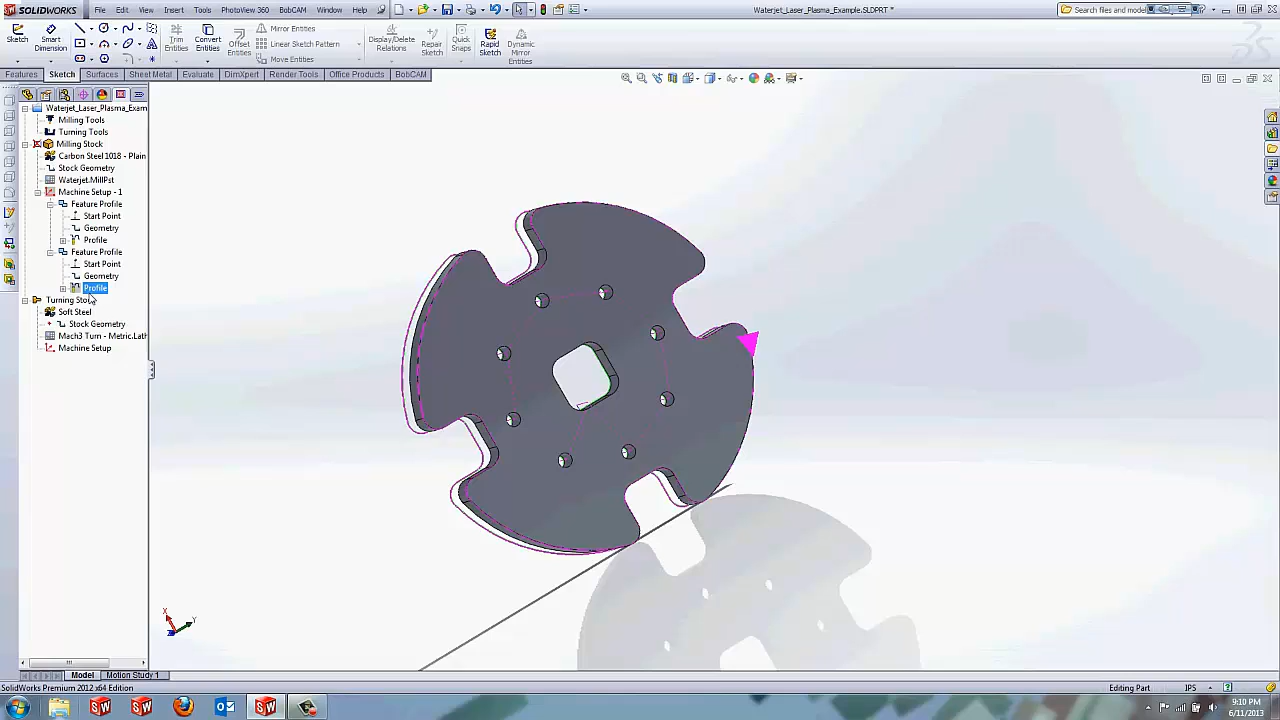 SOLIDWORKS File Edit View Insert Tools PhotoView 360 BobCAM Window Help Waterjet_Laser_Plasma_Example.SLDPRT * Search files and model
Sketch Smart Dimension Trim Entities Convert Entities Offset Entities Mirror Entities Linear Sketch Pattern Move Entities Display/Delete Relations Repair Sketch Quick Snaps Rapid Sketch Dynamic Mirror Entities
Features Sketch Surfaces Sheet Metal Evaluate DimXpert Render Tools Office Products BobCAM
Waterjet_Laser_Plasma_Exam
Milling Tools
Turning Tools
Milling Stock
Carbon Steel 1018 - Plain
Stock Geometry
Waterjet.MillPst
Machine Setup - 1
Feature Profile
Start Point
Geometry
Profile
Feature Profile
Start Point
Geometry
Profile
Turning Stock
Soft Steel
Stock Geometry
Mach3 Turn - Metric.Lath
Machine Setup
X
Y
Z
Model Motion Study 1
SolidWorks Premium 2012 x64 Edition Editing Part IPS
9:10 PM
6/11/2013